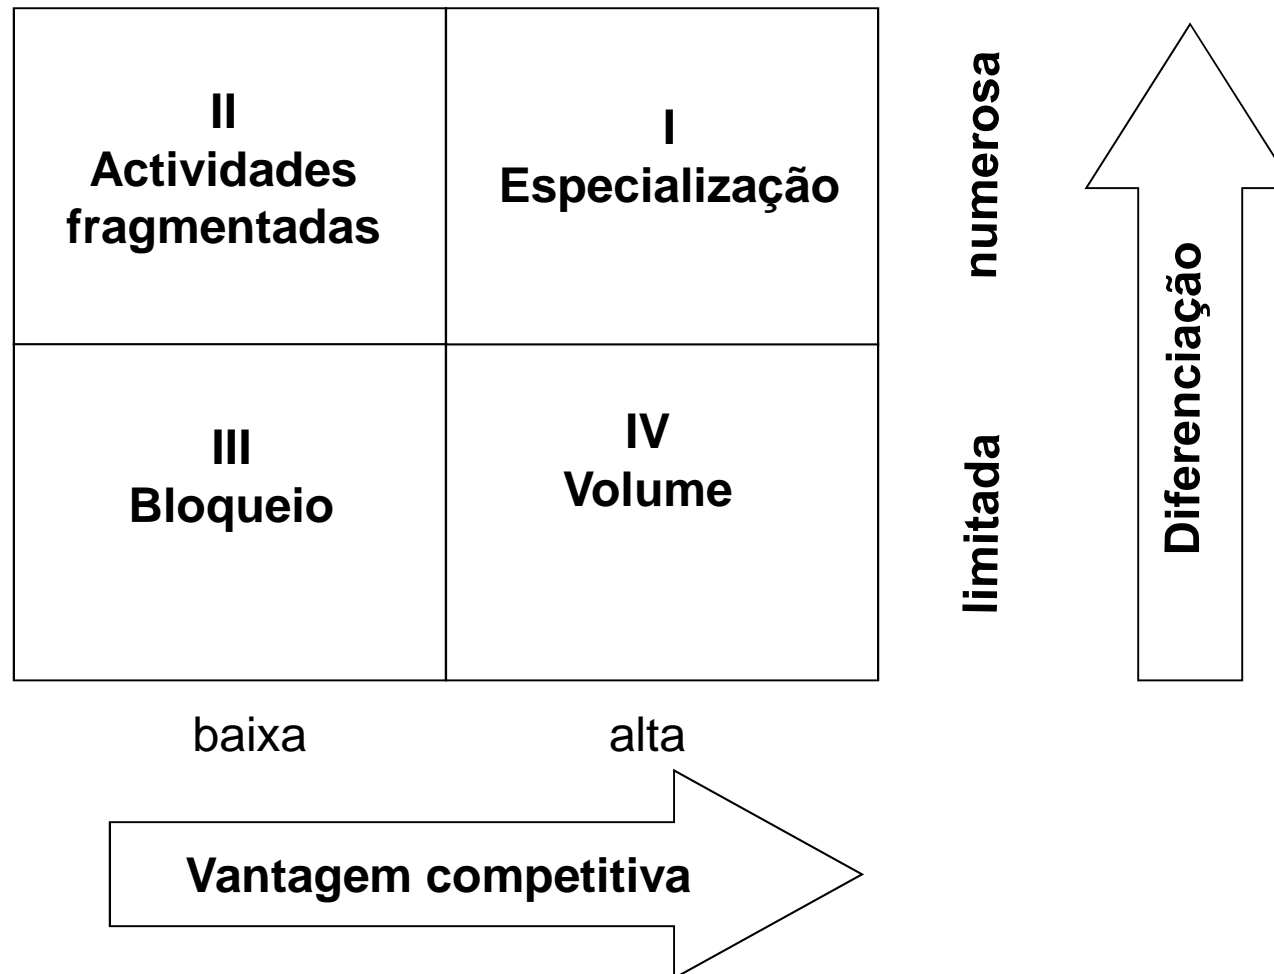 II
Actividades
fragmentadas
I
Especialização
numerosa
III
Bloqueio
IV
Volume
limitada
Diferenciação
baixa
alta
Vantagem competitiva